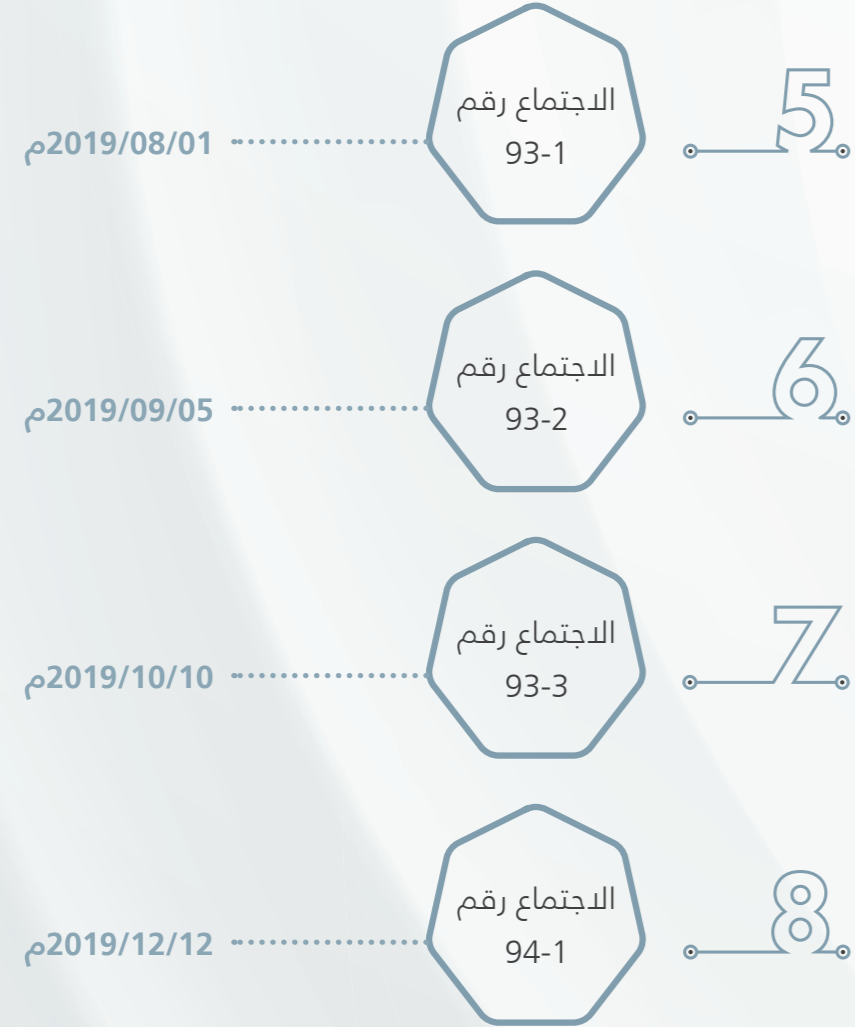 5
الاجتماع رقم
93-1
2019/08/01م
6
الاجتماع رقم
93-2
2019/09/05م
7
الاجتماع رقم
93-3
2019/10/10م
8
الاجتماع رقم
94-1
2019/12/12م